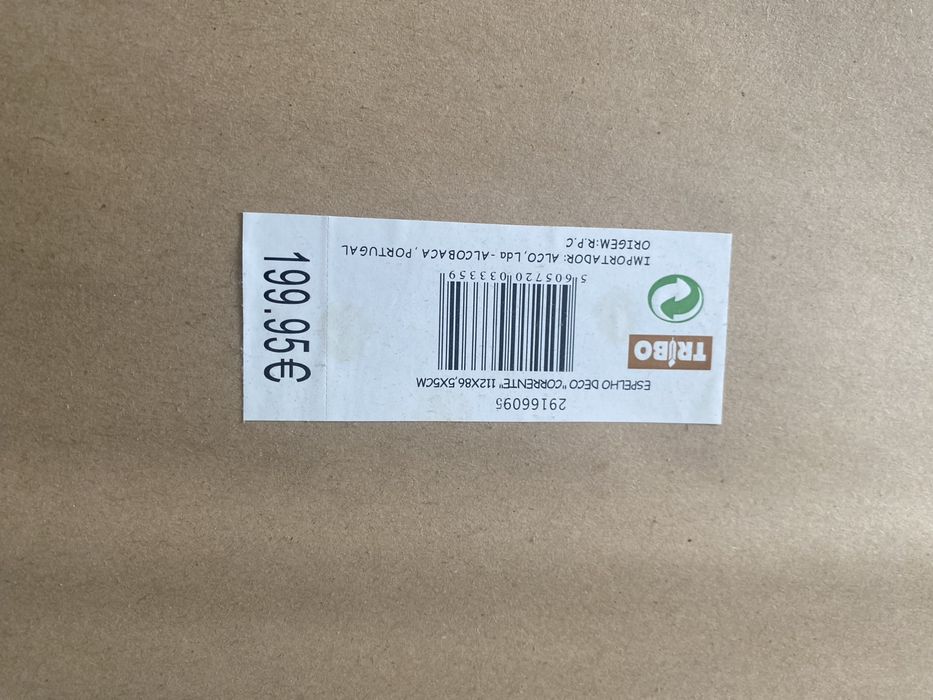 29166095
ESPELHO DECO "CORRENTE" 112X86,5X5CM
TRIBO
5 605720 033359
IMPORTADOR: ALCO, Lda - ALCOBACA , PORTUGAL
ORIGEM:R.P.C
199.95€